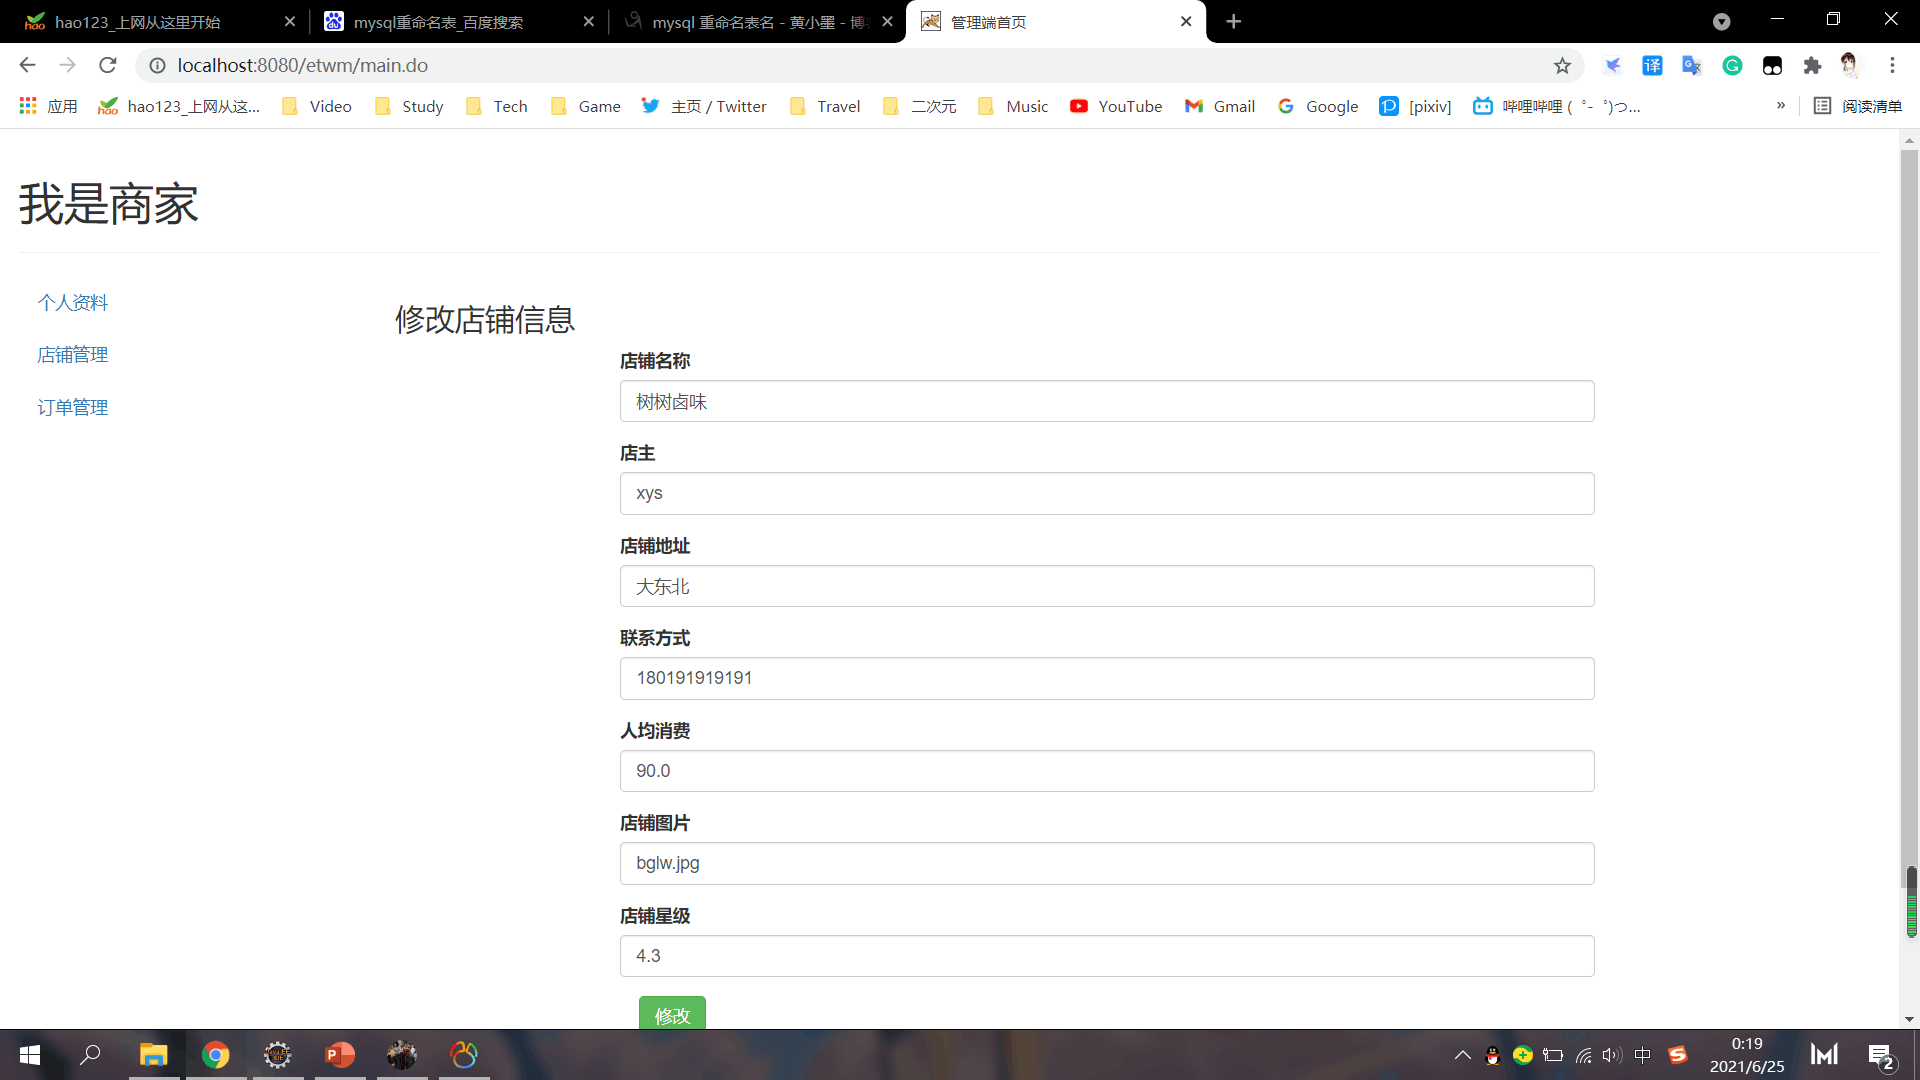 hao123_上网从这里开始
mysql重命名表_百度搜索
mysql 重命名表名 - 黄小墨 - 博
管理端首页
localhost:8080/etwm/main.do
应用
hao123_上网从这...
Video
Study
Tech
Game
主页 / Twitter
Travel
二次元
Music
YouTube
Gmail
Google
[pixiv]
哔哩哔哩 ( ゜- ゜)つ...
»
阅读清单
我是商家
个人资料
店铺管理
订单管理
修改店铺信息
店铺名称
树树卤味
店主
xys
店铺地址
大东北
联系方式
180191919191
人均消费
90.0
店铺图片
bglw.jpg
店铺星级
4.3
修改
中
0:19
2021/6/25
2